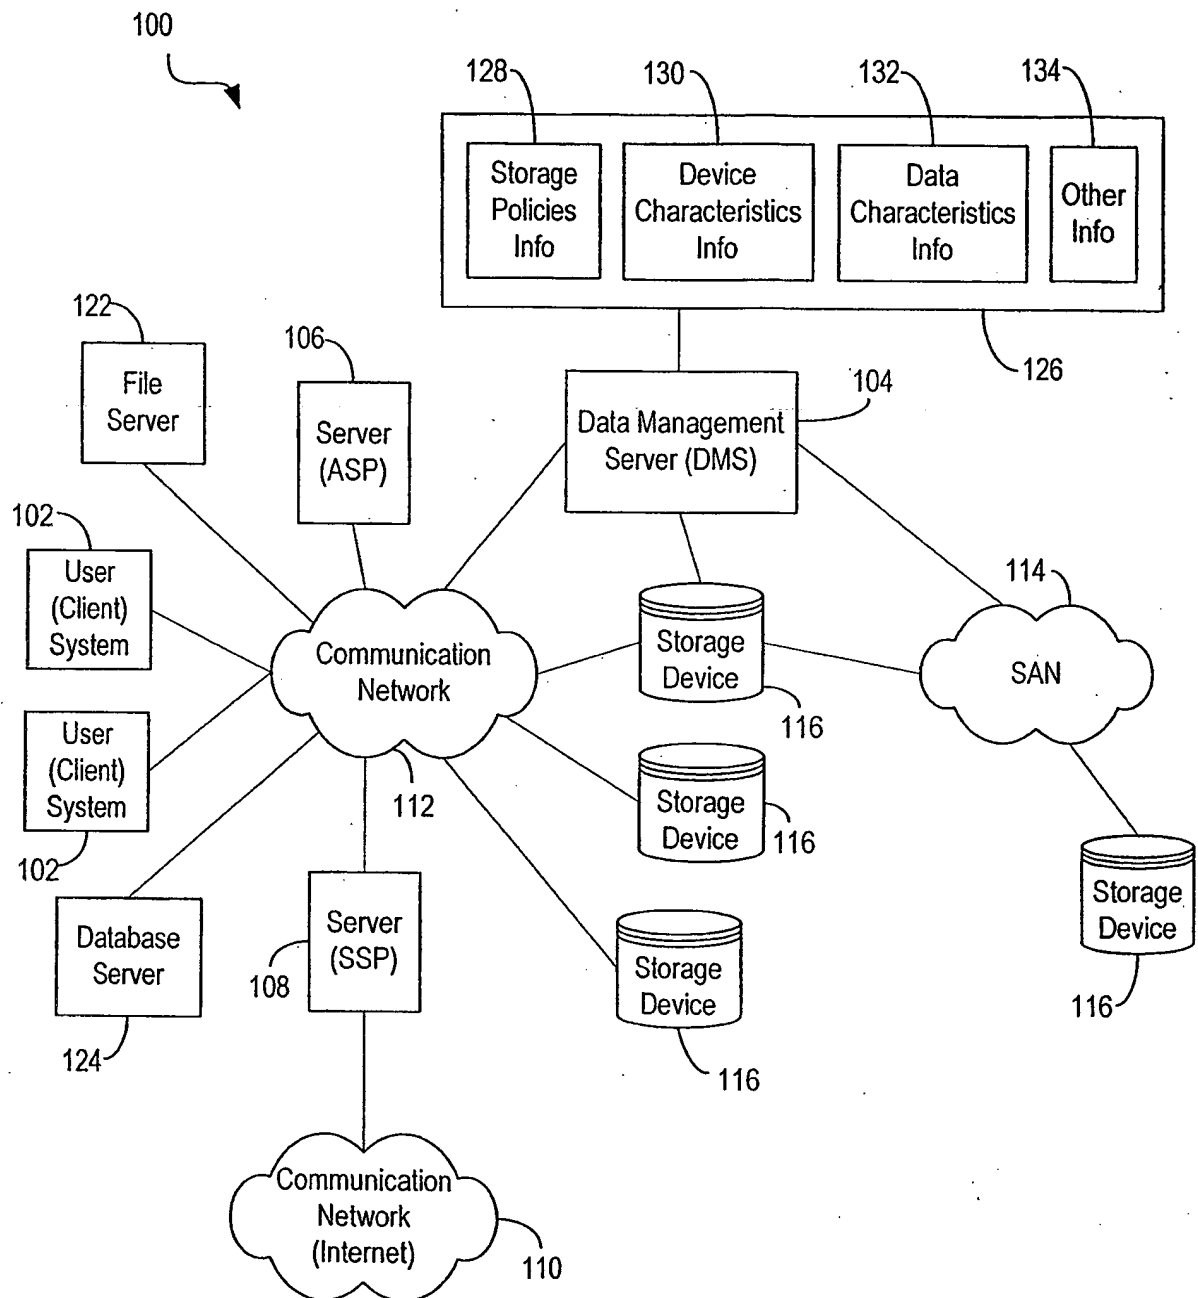 100
128
130
132
134
Storage
Policies
Info
Device
Characteristics
Info
Data
Characteristics
Info
Other
Info
126
122
File
Server
106
Server
(ASP)
104
Data Management
Server (DMS)
102
User
(Client)
System
User
(Client)
System
102
Communication
Network
112
Storage
Device
116
114
SAN
Storage
Device
116
Storage
Device
116
Storage
Device
116
Database
Server
124
Server
(SSP)
108
Communication
Network
(Internet)
110